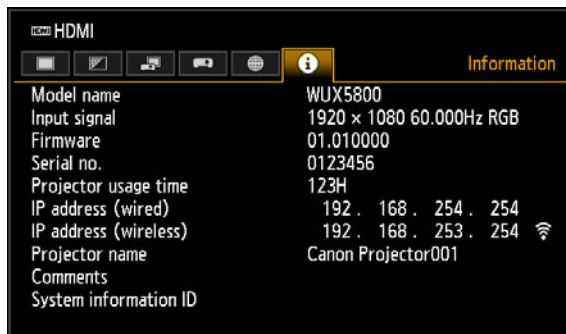 HDMI HDMI
i Information
Model name WUX5800
Input signal 1920 × 1080 60.000Hz RGB
Firmware 01.010000
Serial no. 0123456
Projector usage time 123H
IP address (wired) 192 . 168 . 254 . 254
IP address (wireless) 192 . 168 . 253 . 254
Projector name Canon Projector001
Comments
System information ID